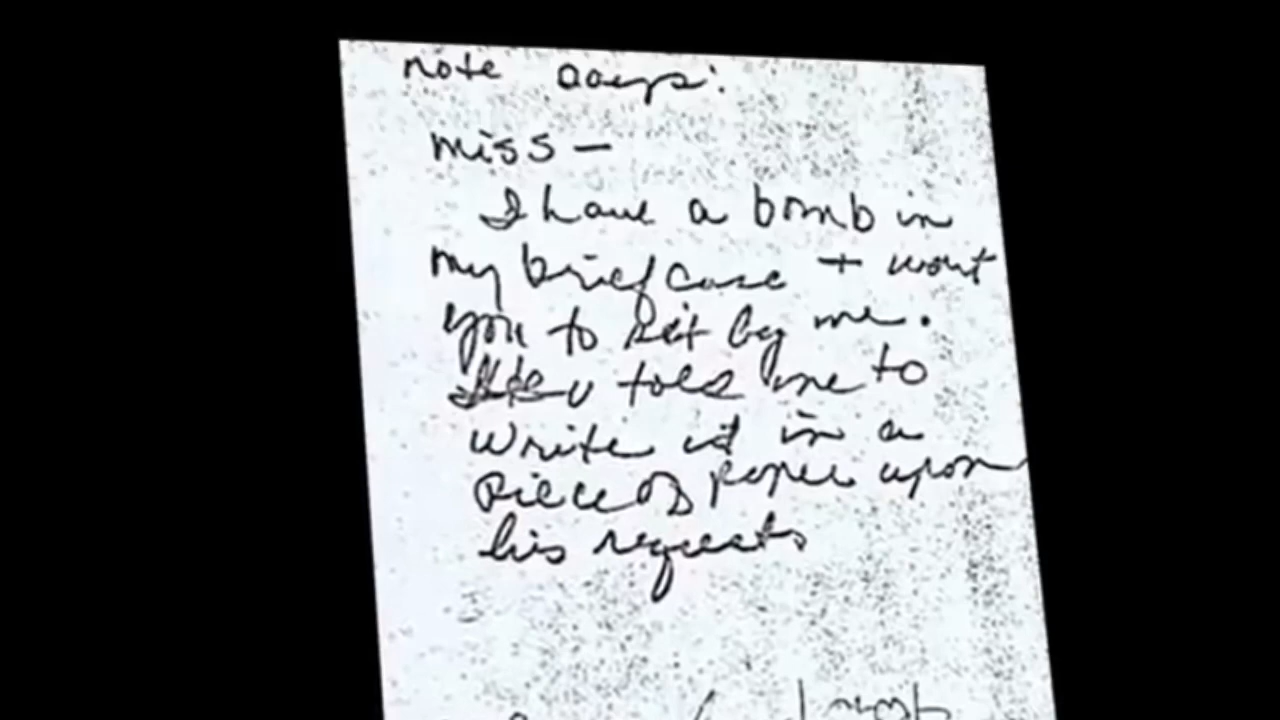 note says:
miss —
I have a bomb in
my briefcase + want
you to sit by me.
told me to
write it in a
piece of paper upon
his requests